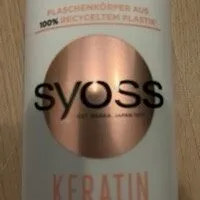 FLASCHENKÖRPER AUS
100% RECYCELTEM PLASTIK
syoss
KERATIN